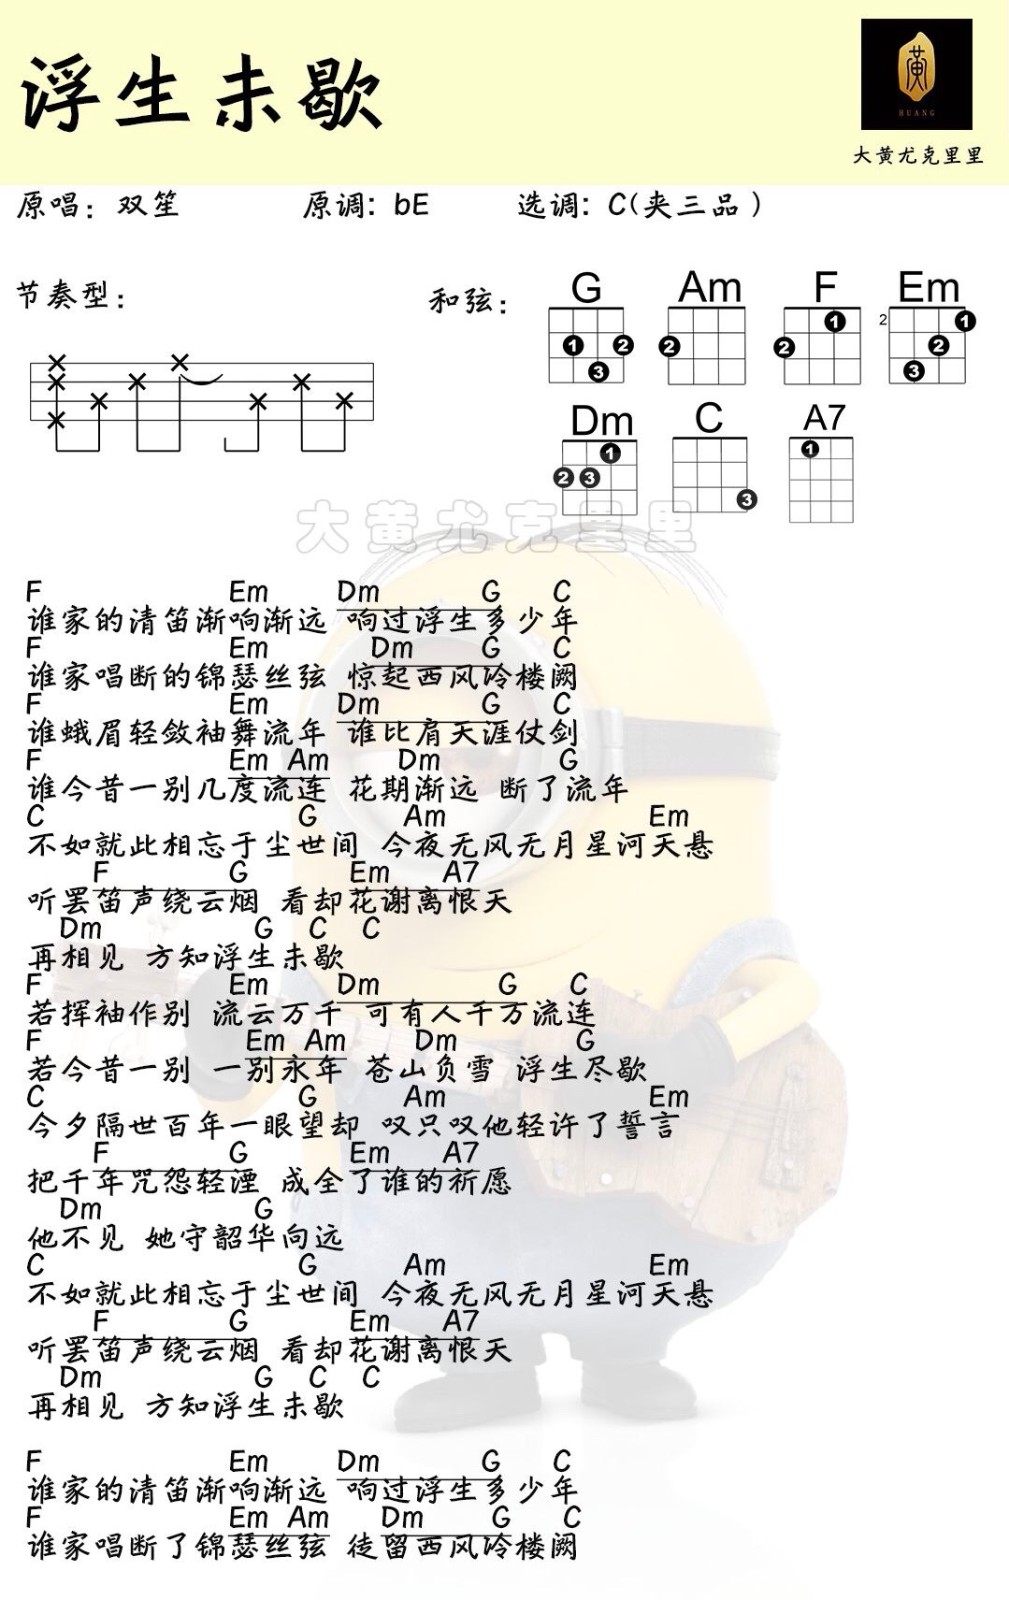 浮生未歇
黄
HUANG
大黄尤克里里
原唱：双笙 原调: bE 选调: C(夹三品)
节奏型： 和弦：
G Am F Em
1 2 3 2 1 2 2 1 2 3
Dm C A7
1 2 3 3 1
大黄尤克里里
F Em Dm G C
谁家的清笛渐响渐远 响过浮生多少年
F Em Dm G C
谁家唱断的锦瑟丝弦 惊起西风冷楼阙
F Em Dm G C
谁蛾眉轻敛袖舞流年 谁比肩天涯仗剑
F Em Am Dm G
谁今昔一别几度流连 花期渐远 断了流年
C G Am Em
不如就此相忘于尘世间 今夜无风无月星河天悬
F G Em A7
听罢笛声绕云烟 看却花谢离恨天
Dm G C C
再相见 方知浮生未歇
F Em Dm G C
若挥袖作别 流云万千 可有人千万流连
F Em Am Dm G
若今昔一别 一别永年 苍山负雪 浮生尽歇
C G Am Em
今夕隔世百年一眼望却 叹只叹他轻许了誓言
F G Em A7
把千年咒怨轻湮 成全了谁的祈愿
Dm G
他不见 她守韶华向远
C G Am Em
不如就此相忘于尘世间 今夜无风无月星河天悬
F G Em A7
听罢笛声绕云烟 看却花谢离恨天
Dm G C C
再相见 方知浮生未歇
F Em Dm G C
谁家的清笛渐响渐远 响过浮生多少年
F Em Am Dm G C
谁家唱断了锦瑟丝弦 徒留西风冷楼阙